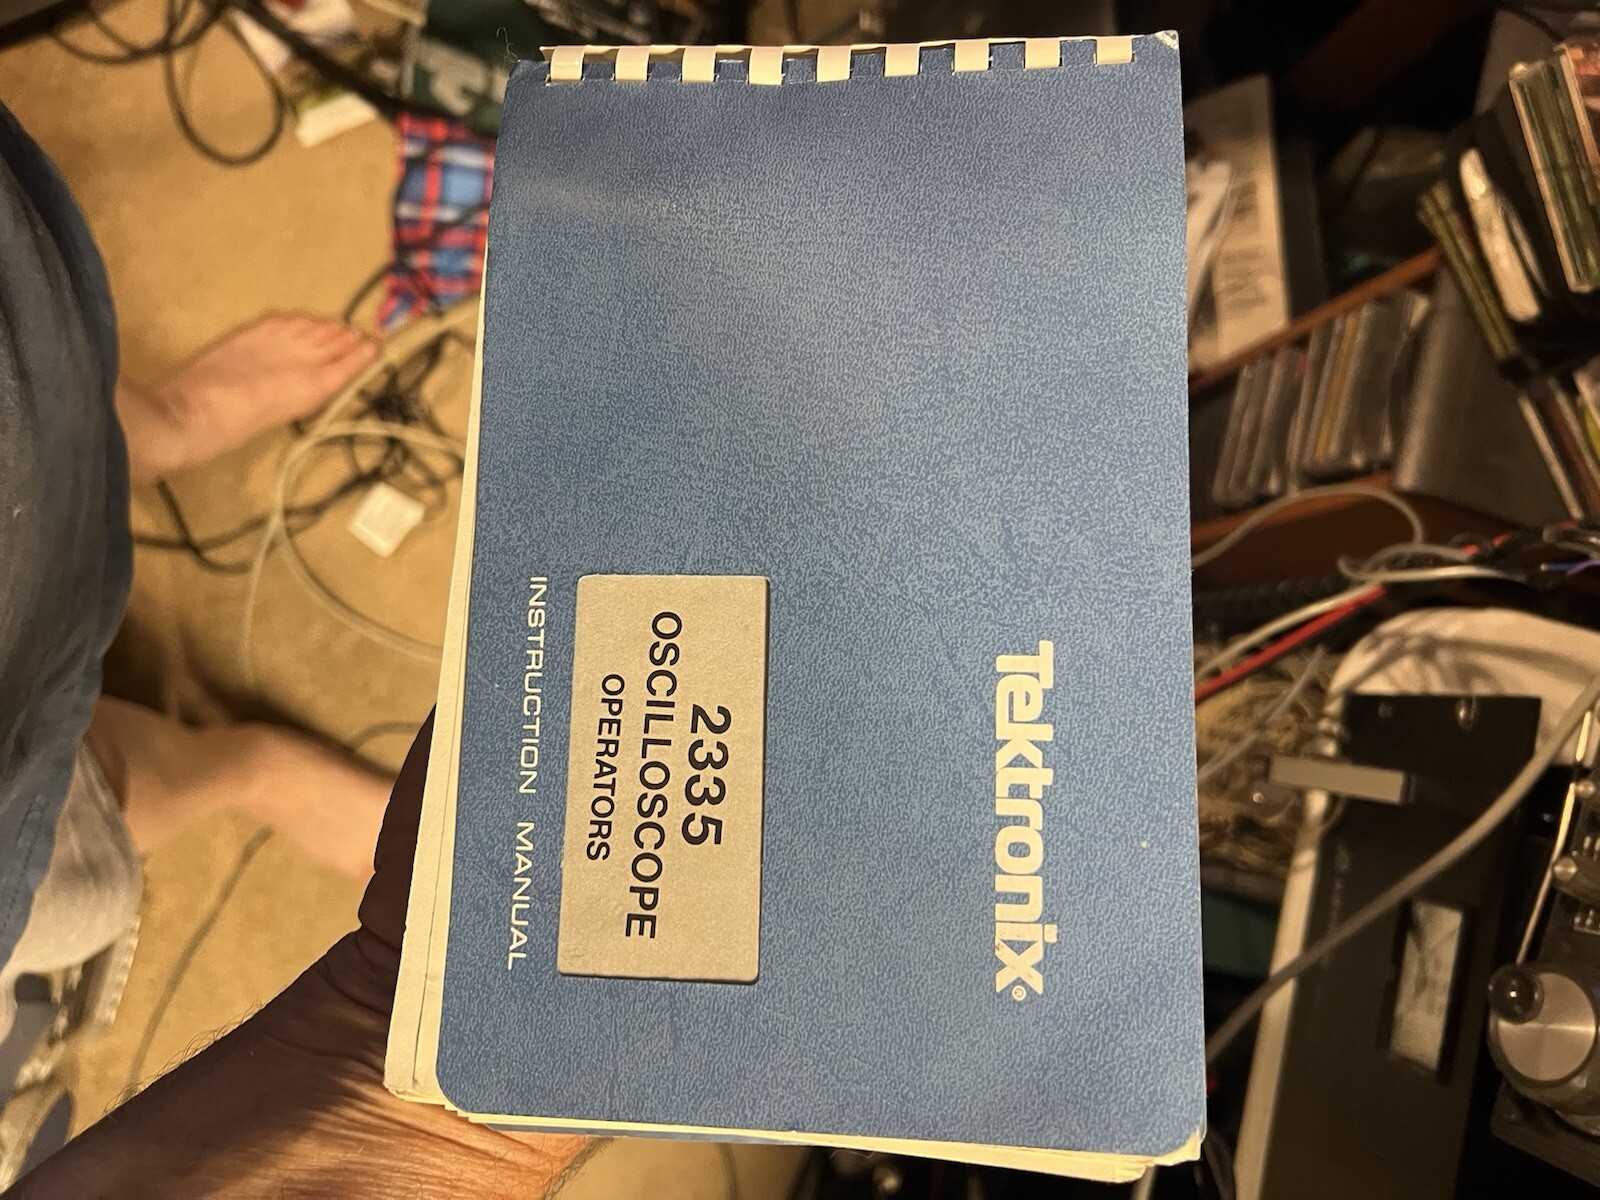 Tektronix®
2335
OSCILLOSCOPE
OPERATORS
INSTRUCTION MANUAL